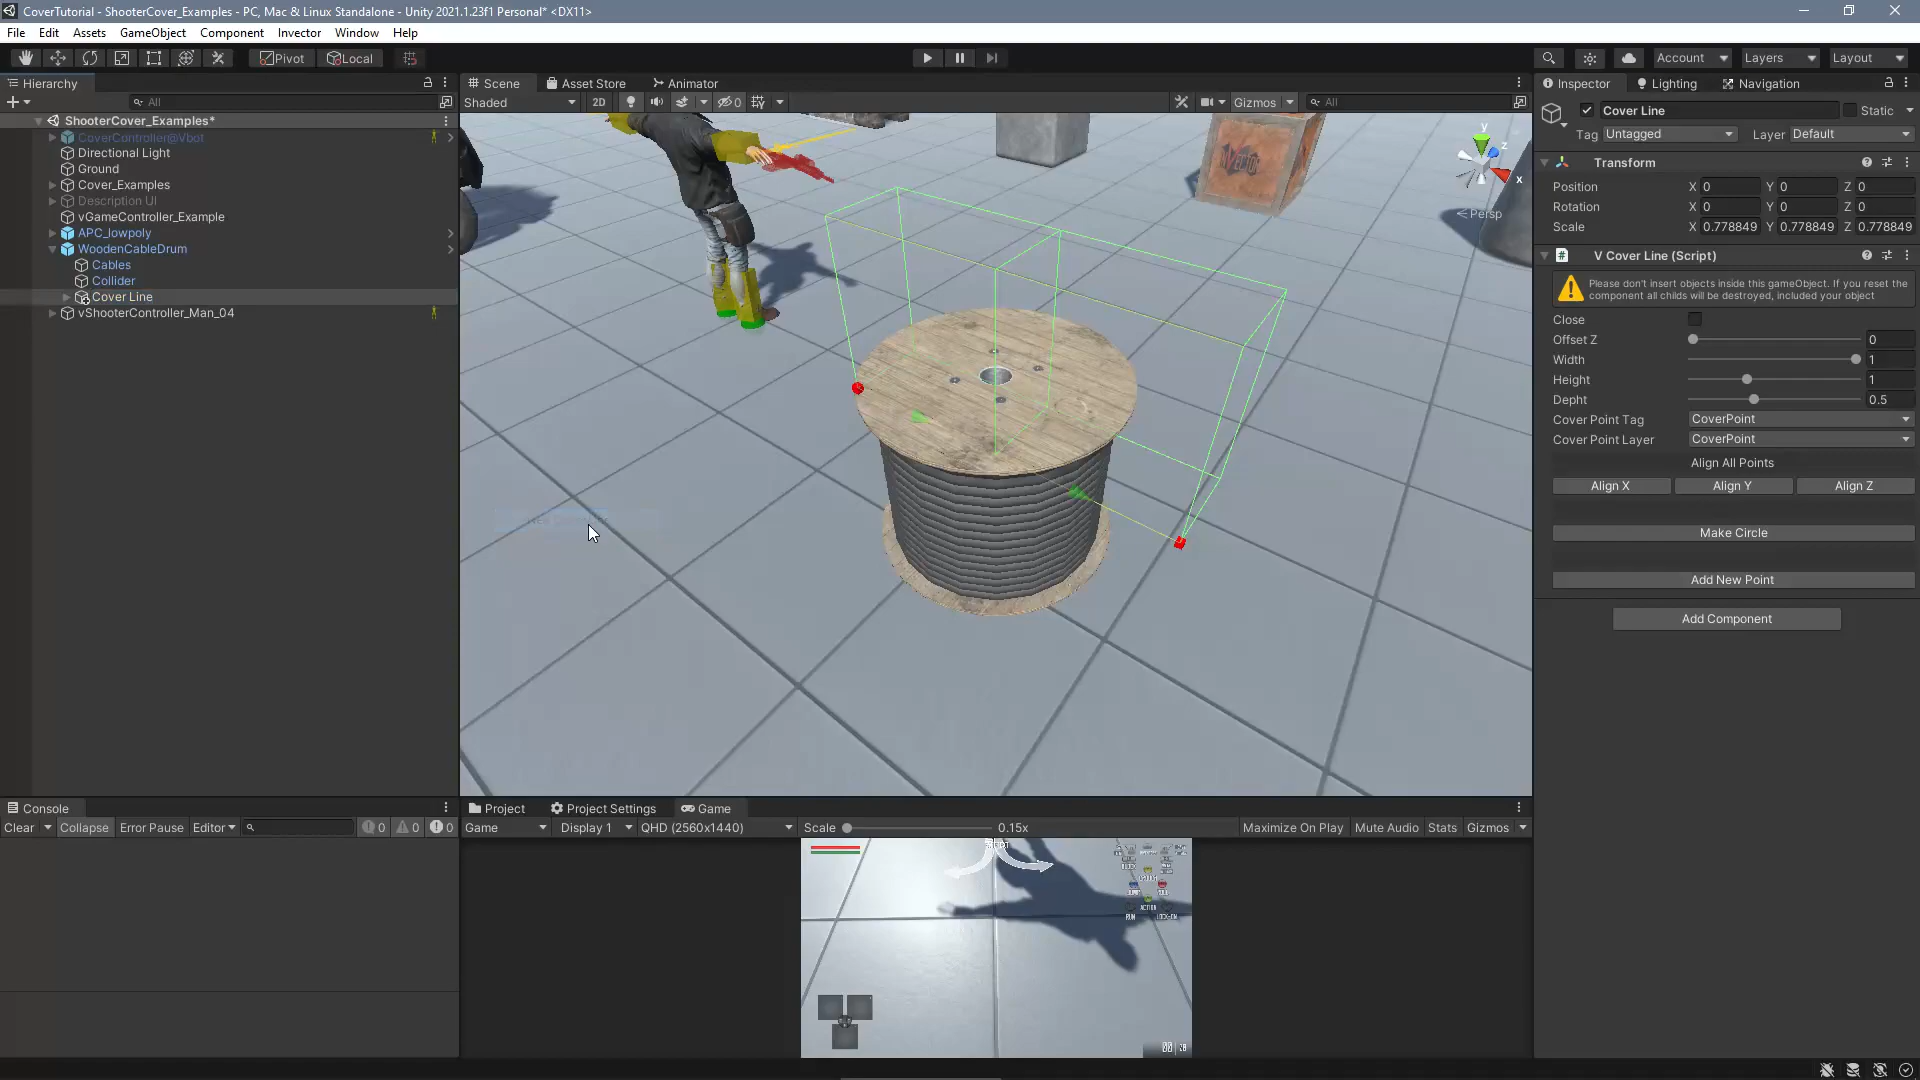 CoverTutorial - ShooterCover_Examples - PC, Mac & Linux Standalone - Unity 2021.1.23f1 Personal* <DX11>
File Edit Assets GameObject Component Invector Window Help
Pivot Local Account Layers Layout
Hierarchy
All
ShooterCover_Examples*
CoverController@Vbot
Directional Light
Ground
Cover_Examples
Description UI
vGameController_Example
APC_lowpoly
WoodenCableDrum
Cables
Collider
Cover Line
vShooterController_Man_04
Scene Asset Store Animator
Shaded 2D 0 Gizmos All
y
z
x
Persp
Inspector Lighting Navigation
Cover Line Static
Tag Untagged Layer Default
Transform
Position X 0 Y 0 Z 0
Rotation X 0 Y 0 Z 0
Scale X 0.778849 Y 0.778849 Z 0.778849
V Cover Line (Script)
Please don't insert objects inside this gameObject. If you reset the
component all childs will be destroyed, included your object
Close
Offset Z 0
Width 1
Height 1
Depht 0.5
Cover Point Tag CoverPoint
Cover Point Layer CoverPoint
Align All Points
Align X Align Y Align Z
Make Circle
Add New Point
Add Component
Console
Clear Collapse Error Pause Editor 0 0 0
Project Project Settings Game
Game Display 1 QHD (2560x1440) Scale 0.15x Maximize On Play Mute Audio Stats Gizmos
ACTION
RUN LOCK-ON